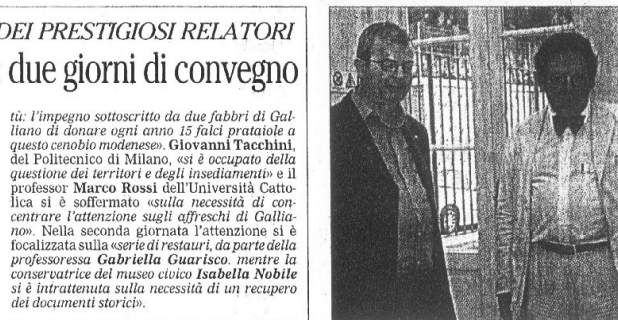 DEI PRESTIGIOSI RELATORI
due giorni di convegno
tù: l'impegno sottoscritto da due fabbri di Gal-
liano di donare ogni anno 15 falci prataiole a
questo cenobio modenese». Giovanni Tacchini,
del Politecnico di Milano, «si è occupato della
questione dei territori e degli insediamenti» e il
professor Marco Rossi dell'Università Catto-
lica si è soffermato «sulla necessità di con-
centrare l'attenzione sugli affreschi di Gallia-
no». Nella seconda giornata l'attenzione si è
focalizzata sulla «serie di restauri, da parte della
professoressa Gabriella Guarisco. mentre la
conservatrice del museo civico Isabella Nobile
si è intrattenuta sulla necessità di un recupero
dei documenti storici».